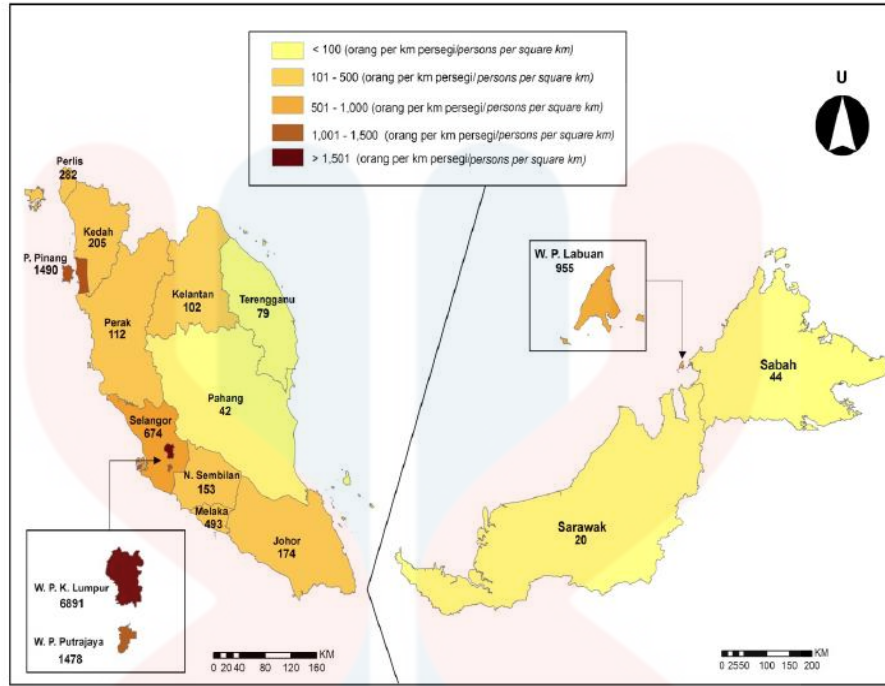 < 100 (orang per km persegi/persons per square km)
101 - 500 (orang per km persegi/persons per square km)
501 - 1,000 (orang per km persegi/persons per square km)
1,001 - 1,500 (orang per km persegi/persons per square km)
> 1,501 (orang per km persegi/persons per square km)
U
Perlis
282
Kedah
205
P. Pinang
1490
Perak
112
Kelantan
102
Terengganu
79
Pahang
42
Selangor
674
N. Sembilan
153
Melaka
493
Johor
174
W. P. K. Lumpur
6891
W. P. Putrajaya
1478
KM
0 20 40 80 120 160
W. P. Labuan
955
Sabah
44
Sarawak
20
KM
0 25 50 100 150 200